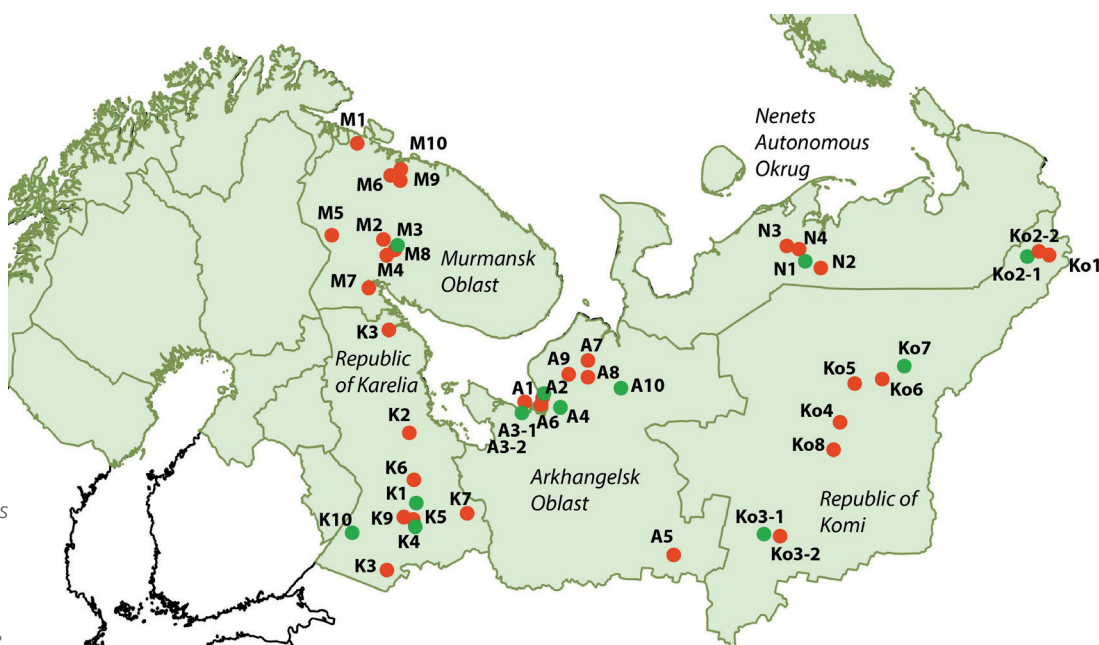 M1
M10
M6
M9
M5
M2
M3
M8
M4
M7
Murmansk
Oblast
Nenets
Autonomous
Okrug
N3
N4
N1
N2
Ko2-2
Ko2-1
Ko1
K3
Republic
of Karelia
K2
K6
K1
K9
K5
K4
K10
K7
K3
A7
A9
A8
A10
A1
A2
A3-1
A3-2
A6
A4
Arkhangelsk
Oblast
A5
Ko7
Ko5
Ko6
Ko4
Ko8
Republic of
Komi
Ko3-1
Ko3-2
s